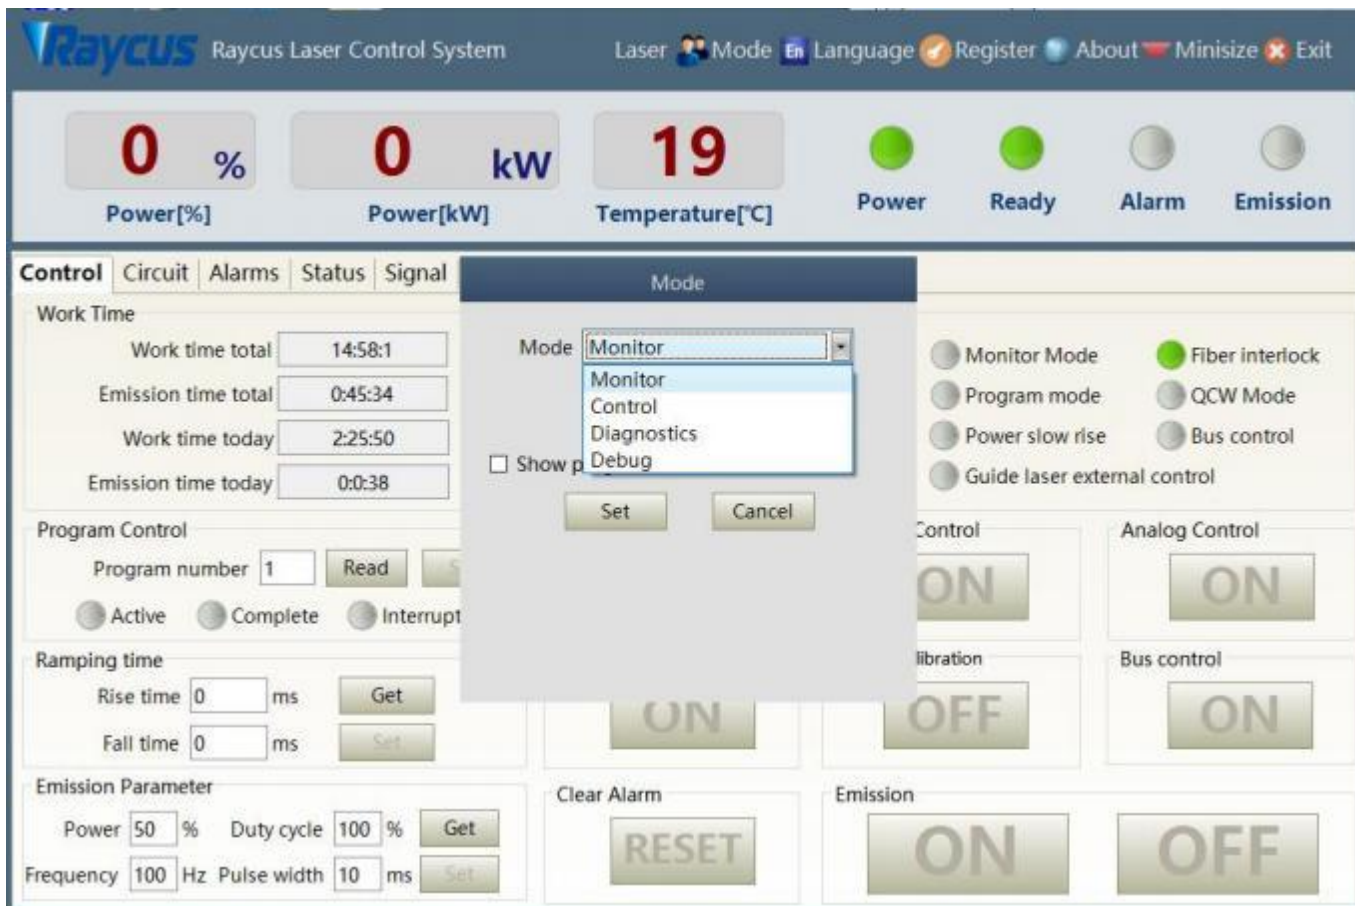 Raycus Raycus Laser Control System Laser Mode En Language Register About Minisize Exit
0 % 0 kW 19
Power[%] Power[kW] Temperature[℃] Power Ready Alarm Emission
Control Circuit Alarms Status Signal
Mode
Work Time
Mode Monitor
Monitor
Control
Diagnostics
Debug
Show
Set Cancel
Work time total 14:58:1
Emission time total 0:45:34
Work time today 2:25:50
Emission time today 0:0:38
Monitor Mode Fiber interlock
Program mode QCW Mode
Power slow rise Bus control
Guide laser external control
Program Control
Program number 1 Read
Active Complete Interrupt
Control Analog Control
ON ON
Ramping time
Rise time 0 ms Get
Fall time 0 ms Set
ON
libration Bus control
OFF ON
Emission Parameter
Power 50 % Duty cycle 100 % Get
Frequency 100 Hz Pulse width 10 ms Set
Clear Alarm
RESET
Emission
ON OFF